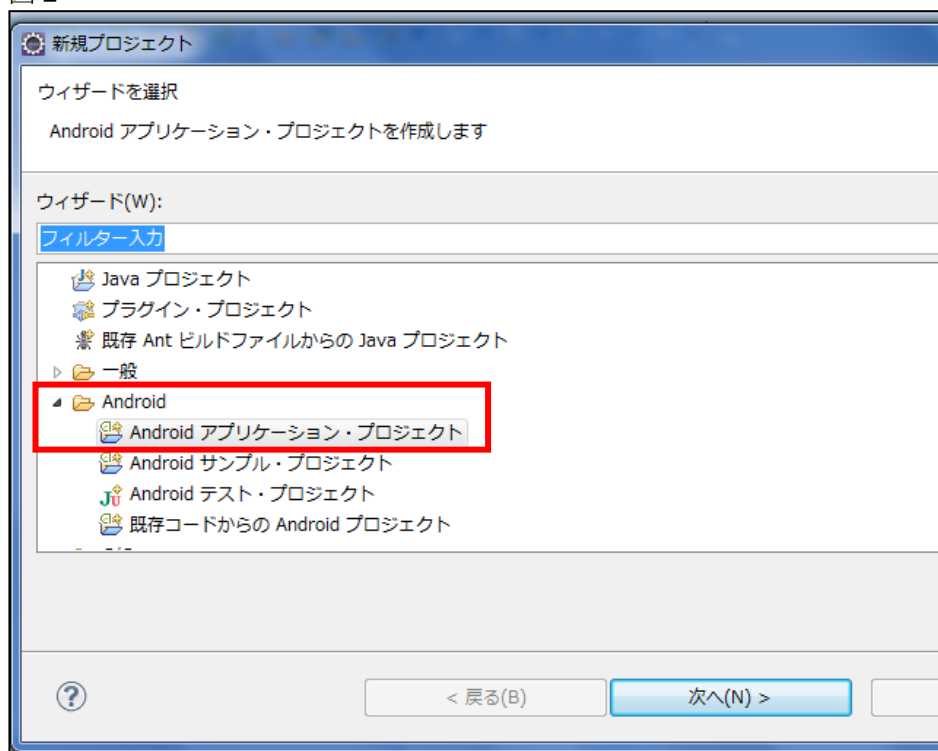 新規プロジェクト
ウィザードを選択
Android アプリケーション・プロジェクトを作成します
ウィザード(W):
フィルター入力
Java プロジェクト
プラグイン・プロジェクト
既存 Ant ビルドファイルからの Java プロジェクト
一般
Android
Android アプリケーション・プロジェクト
Android サンプル・プロジェクト
Android テスト・プロジェクト
既存コードからの Android プロジェクト
< 戻る(B)
次へ(N) >